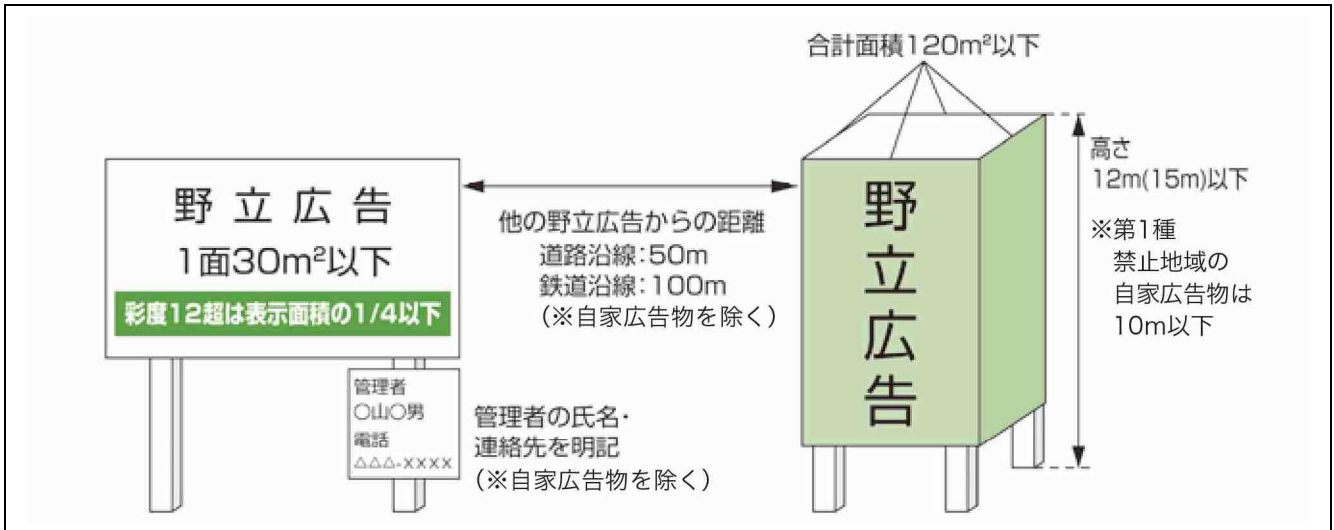 野立広告
1面30m²以下
彩度12超は表示面積の1/4以下
管理者
○山○男
電話
△△△-××××
管理者の氏名・
連絡先を明記
（※自家広告物を除く）
他の野立広告からの距離
道路沿線：50m
鉄道沿線：100m
（※自家広告物を除く）
合計面積120m²以下
野立広告
高さ
12m(15m)以下
※第1種
禁止地域の
自家広告物は
10m以下